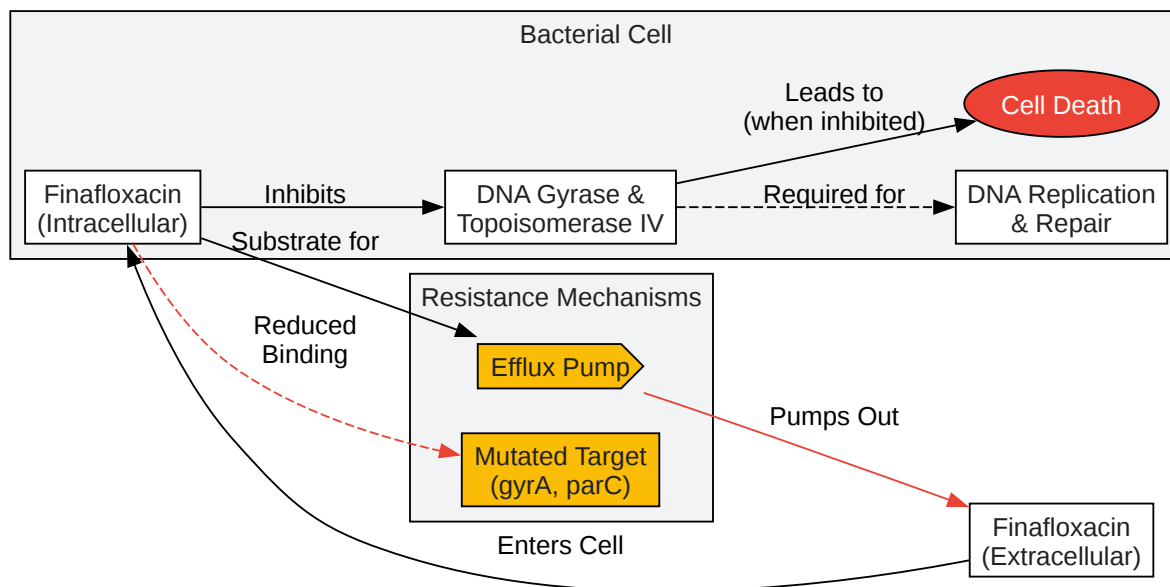 Bacterial Cell
Leads to
(when inhibited)
Cell Death
Finafloxacin
(Intracellular)
Inhibits
DNA Gyrase &
Topoisomerase IV
Required for
DNA Replication
& Repair
Substrate for
Resistance Mechanisms
Reduced
Binding
Efflux Pump
Pumps Out
Mutated Target
(gyrA, parC)
Finafloxacin
(Extracellular)
Enters Cell